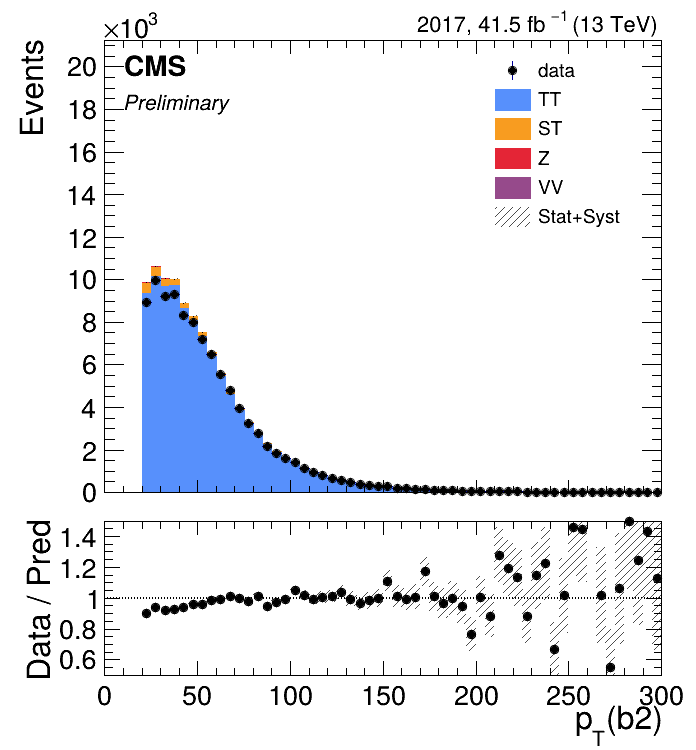 ×10³
2017, 41.5 fb⁻¹ (13 TeV)
Events
20
18
16
14
12
10
8
6
4
2
0
CMS
Preliminary
data
TT
ST
Z
VV
Stat+Syst
Data / Pred
1.4
1.2
1
0.8
0.6
0 50 100 150 200 250 300
p_T(b2)